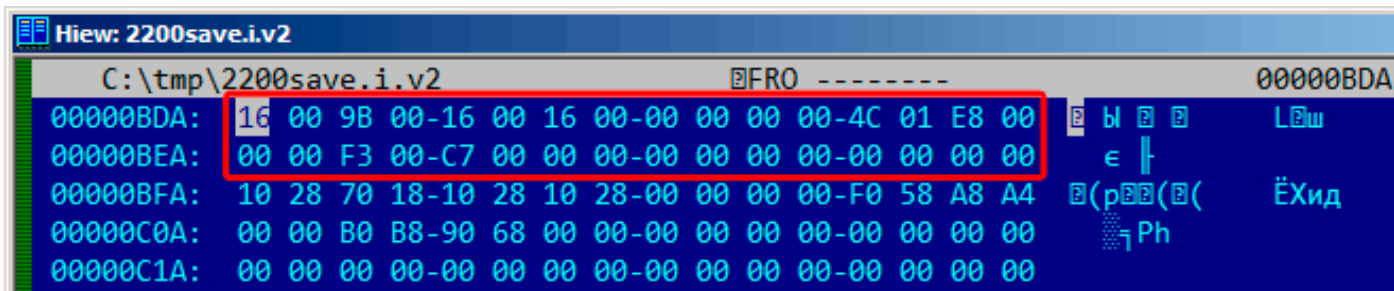 Hiew: 2200save.i.v2
C:\tmp\2200save.i.v2 FRO -------- 00000BDA
00000BDA: 16 00 9B 00-16 00 16 00-00 00 00 00-4C 01 E8 00 Ы L ш
00000BEA: 00 00 F3 00-C7 00 00 00-00 00 00 00-00 00 00 00 є ╟
00000BFA: 10 28 70 18-10 28 10 28-00 00 00 00-F0 58 A8 A4 (p ( ( ЁXид
00000C0A: 00 00 B0 B8-90 68 00 00-00 00 00 00-00 00 00 00 ░╕Рh
00000C1A: 00 00 00 00-00 00 00 00-00 00 00 00-00 00 00 00